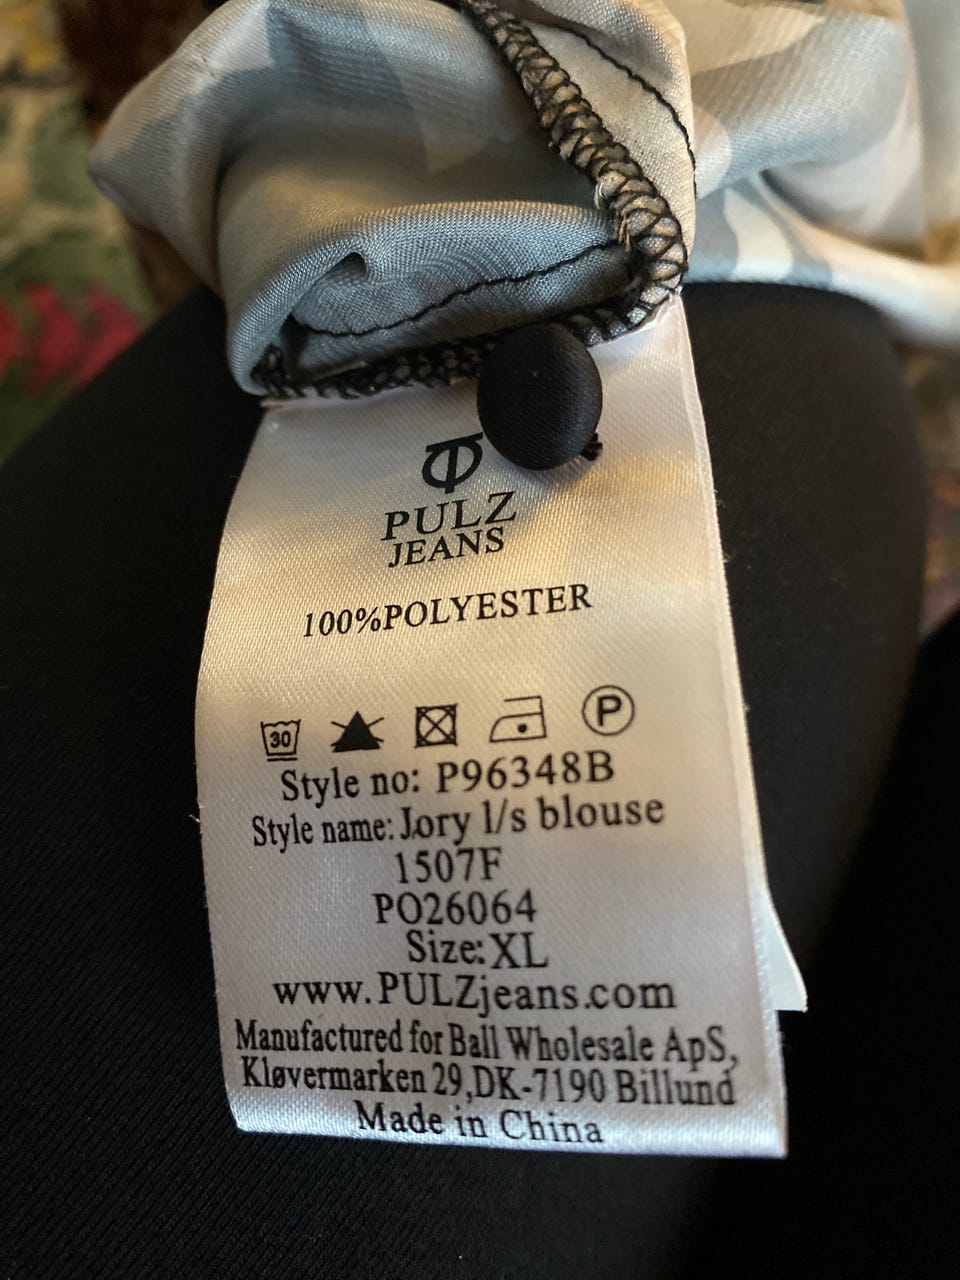 PULZ
JEANS
100%POLYESTER
30 P
Style no: P96348B
Style name: Jory l/s blouse
1507F
PO26064
Size: XL
www.PULZjeans.com
Manufactured for Ball Wholesale ApS,
Kløvermarken 29,DK-7190 Billund
Made in China